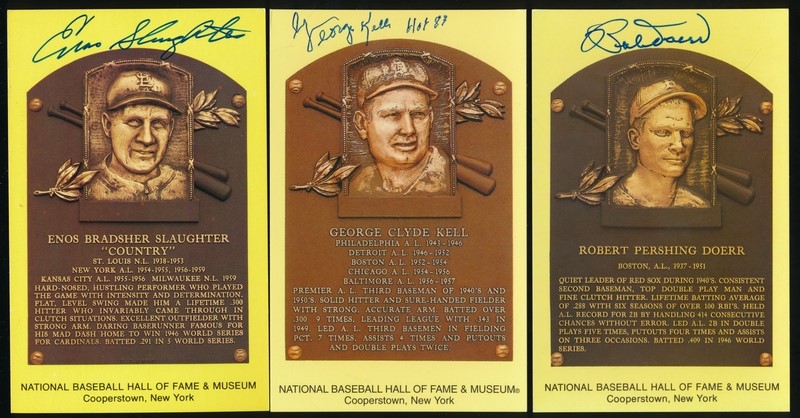 Enos Slaughter
ENOS BRADSHER SLAUGHTER
"COUNTRY"
ST. LOUIS N.L. 1938-1953
NEW YORK A.L. 1954-1955, 1956-1959
KANSAS CITY A.L. 1955-1956 MILWAUKEE N.L. 1959
HARD-NOSED, HUSTLING PERFORMER WHO PLAYED
THE GAME WITH INTENSITY AND DETERMINATION.
FLAT, LEVEL SWING MADE HIM A LIFETIME .300
HITTER WHO INVARIABLY CAME THROUGH IN
CLUTCH SITUATIONS. EXCELLENT OUTFIELDER WITH
STRONG ARM. DARING BASERUNNER FAMOUS FOR
HIS MAD DASH HOME TO WIN 1946 WORLD SERIES
FOR CARDINALS. BATTED .291 IN 5 WORLD SERIES.
NATIONAL BASEBALL HALL OF FAME & MUSEUM
Cooperstown, New York
George Kell HOF 83
GEORGE CLYDE KELL
PHILADELPHIA A.L. 1943-1946
DETROIT A.L. 1946-1952
BOSTON A.L. 1952-1954
CHICAGO A.L. 1954-1956
BALTIMORE A.L. 1956-1957
PREMIER A.L. THIRD BASEMAN OF 1940'S AND
1950'S. SOLID HITTER AND SURE-HANDED FIELDER
WITH STRONG, ACCURATE ARM. BATTED OVER
.300 9 TIMES, LEADING LEAGUE WITH .343 IN
1949. LED A.L. THIRD BASEMEN IN FIELDING
PCT. 7 TIMES, ASSISTS 4 TIMES AND PUTOUTS
AND DOUBLE PLAYS TWICE.
NATIONAL BASEBALL HALL OF FAME & MUSEUM®
Cooperstown, New York
Bob Doerr
ROBERT PERSHING DOERR
BOSTON, A.L., 1937-1951
QUIET LEADER OF RED SOX DURING 1940'S. CONSISTENT
SECOND BASEMAN, TOP DOUBLE PLAY MAN AND
FINE CLUTCH HITTER. LIFETIME BATTING AVERAGE
OF .288 WITH SIX SEASONS OF OVER 100 RBI'S. HELD
A.L. RECORD FOR 2B BY HANDLING 414 CONSECUTIVE
CHANCES WITHOUT ERROR. LED A.L. 2B IN DOUBLE
PLAYS FIVE TIMES, PUTOUTS FOUR TIMES AND ASSISTS
ON THREE OCCASIONS. BATTED .409 IN 1946 WORLD
SERIES.
NATIONAL BASEBALL HALL OF FAME & MUSEUM
Cooperstown, New York